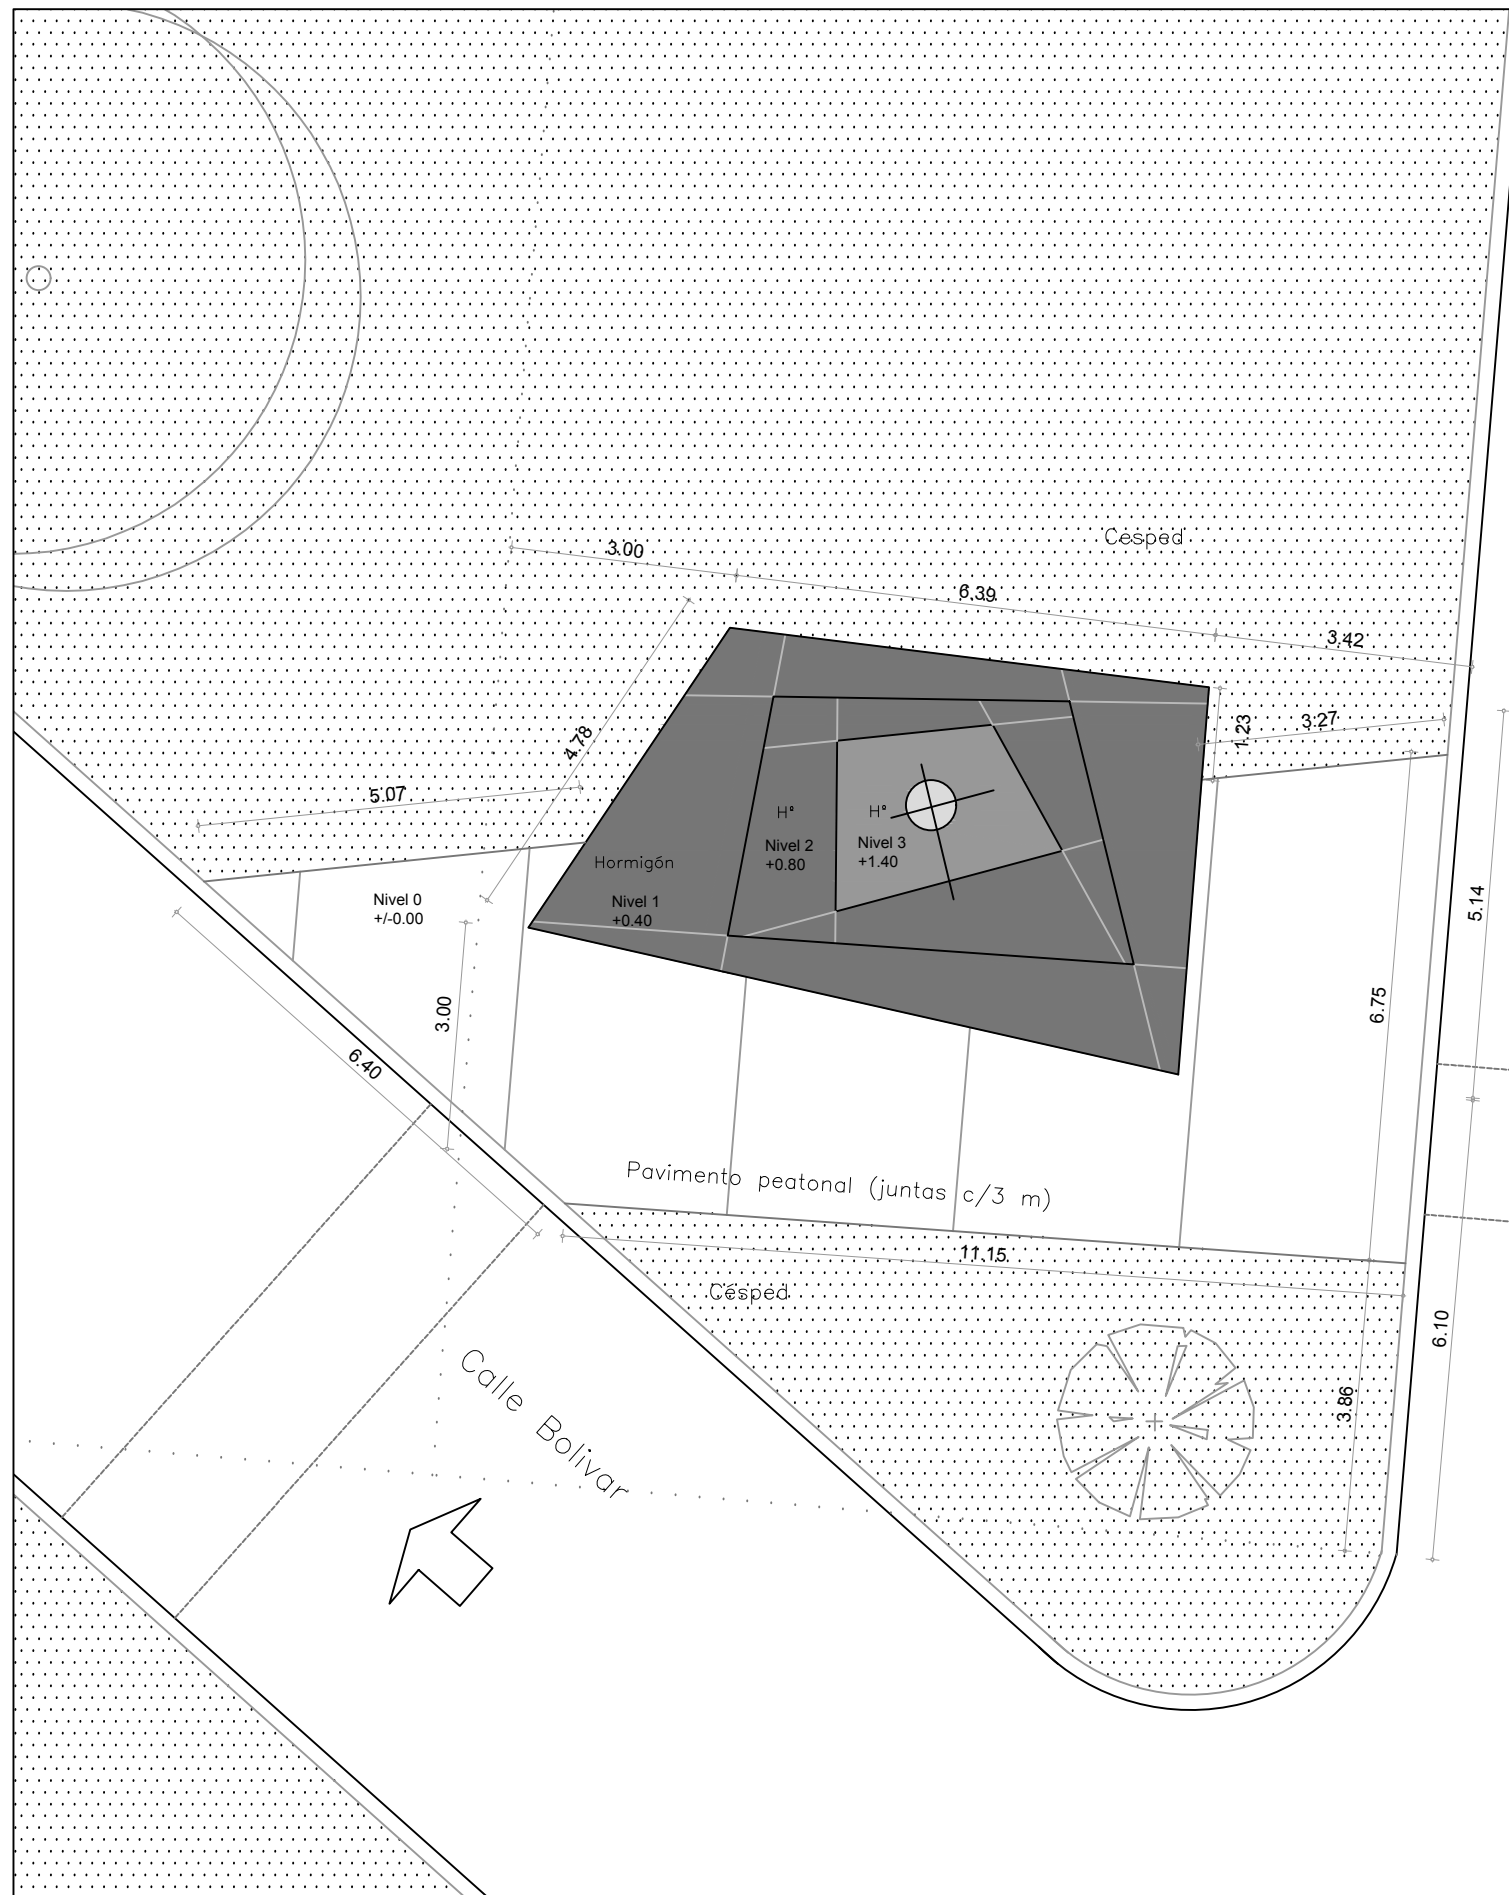 Cesped
3.00
6.39
3.42
3.27
1.23
4.78
5.07
H°
H°
Nivel 2
+0.80
Nivel 3
+1.40
Hormigón
Nivel 1
+0.40
Nivel 0
+/-0.00
5.14
6.75
3.00
6.40
Pavimento peatonal (juntas c/3 m)
11.15
Césped
6.10
3.86
Calle Bolivar